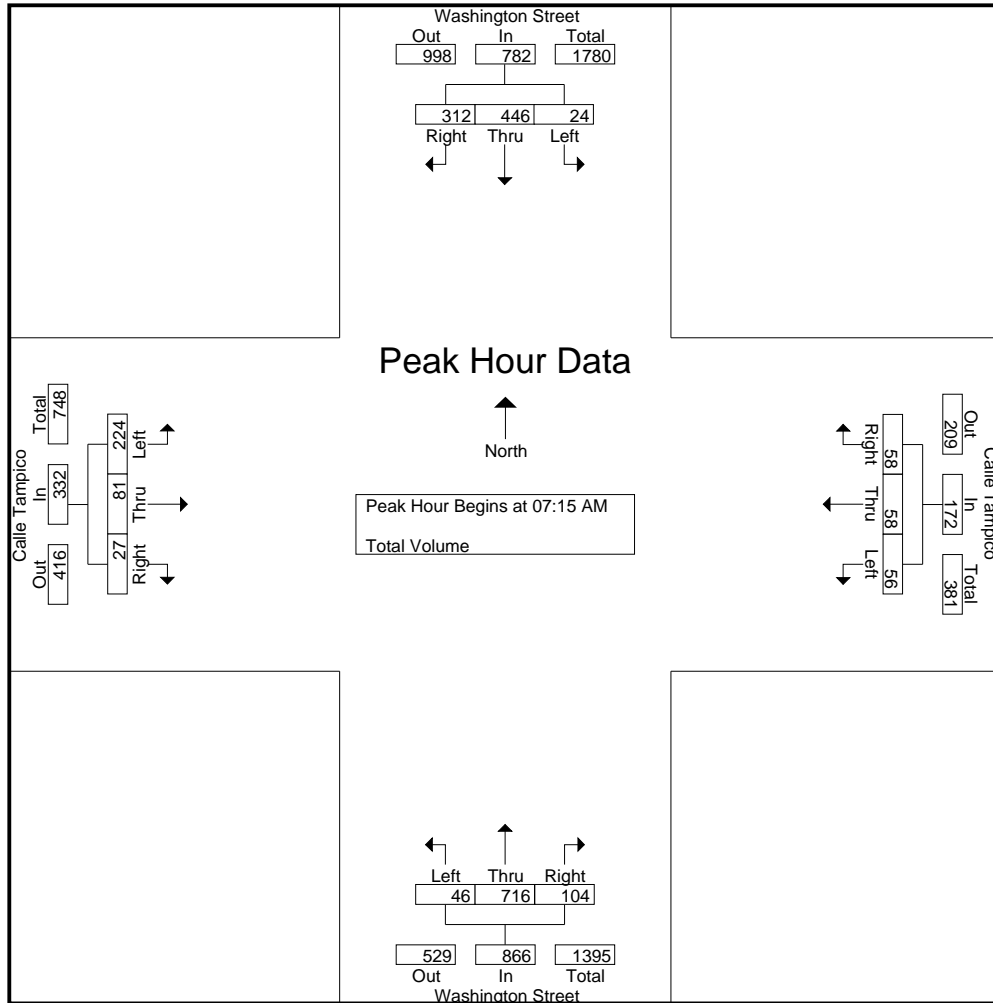 Washington Street
Out In Total
998 782 1780
312 446 24
Right Thru Left
Peak Hour Data
North
Peak Hour Begins at 07:15 AM
Total Volume
Calle Tampico
Out In Total
416 332 748
27 81 224
Right Thru Left
Calle Tampico
Out In Total
209 172 381
58 58 56
Right Thru Left
Left Thru Right
46 716 104
529 866 1395
Out In Total
Washington Street